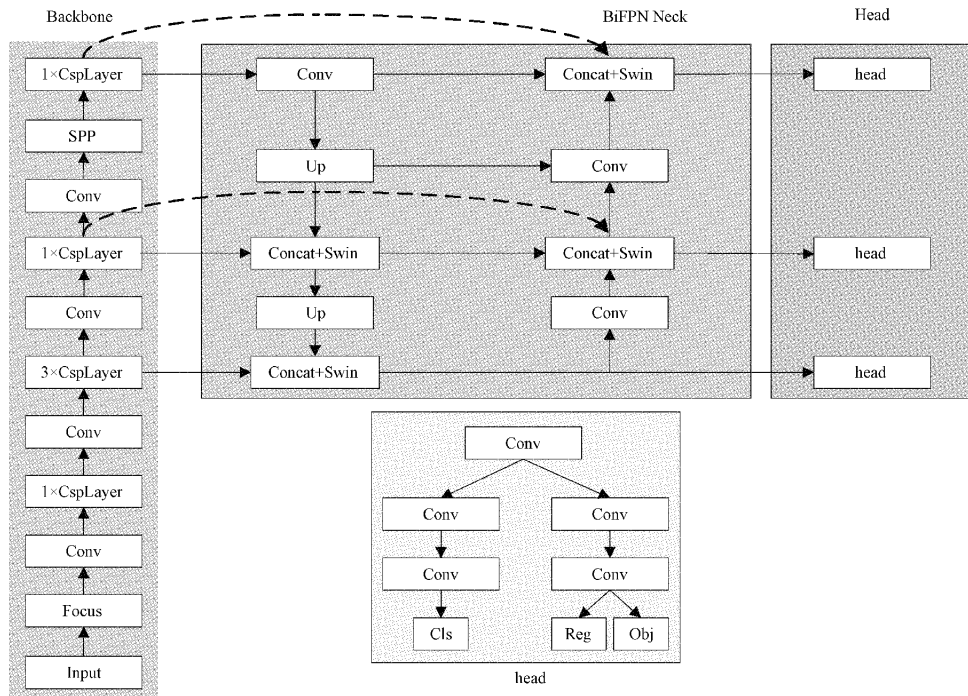 Backbone
BiFPN Neck
Head
1×CspLayer
Conv
Concat+Swin
head
SPP
Up
Conv
Conv
1×CspLayer
Concat+Swin
Concat+Swin
head
Conv
Up
Conv
3×CspLayer
Concat+Swin
head
Conv
1×CspLayer
Conv
Focus
Input
Conv
Conv
Conv
Conv
Conv
Cls
Reg
Obj
head